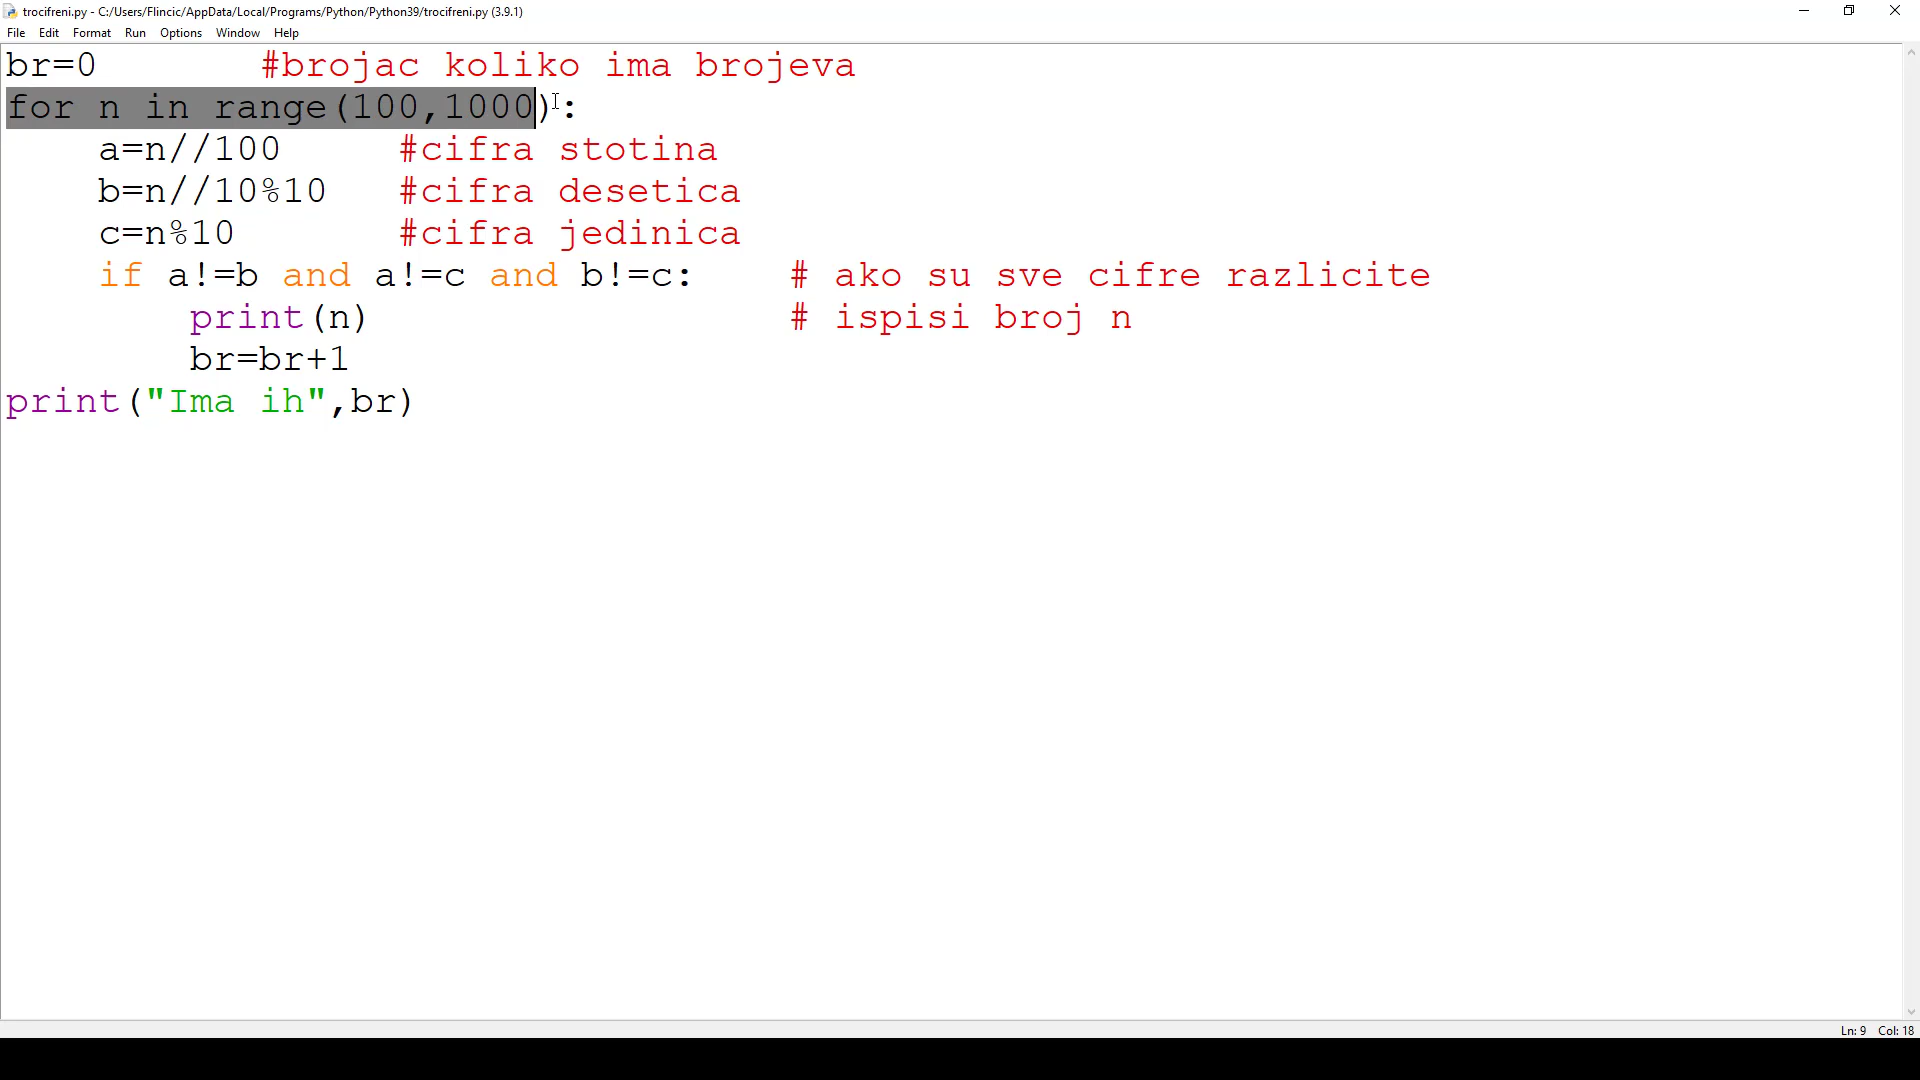 trocifreni.py - C:/Users/Flincic/AppData/Local/Programs/Python/Python39/trocifreni.py (3.9.1)
File Edit Format Run Options Window Help
br=0 #brojac koliko ima brojeva
for n in range(100,1000):
    a=n//100 #cifra stotina
    b=n//10%10 #cifra desetica
    c=n%10 #cifra jedinica
    if a!=b and a!=c and b!=c: # ako su sve cifre razlicite
        print(n) # ispisi broj n
        br=br+1
print("Ima ih",br)
Ln: 9 Col: 18